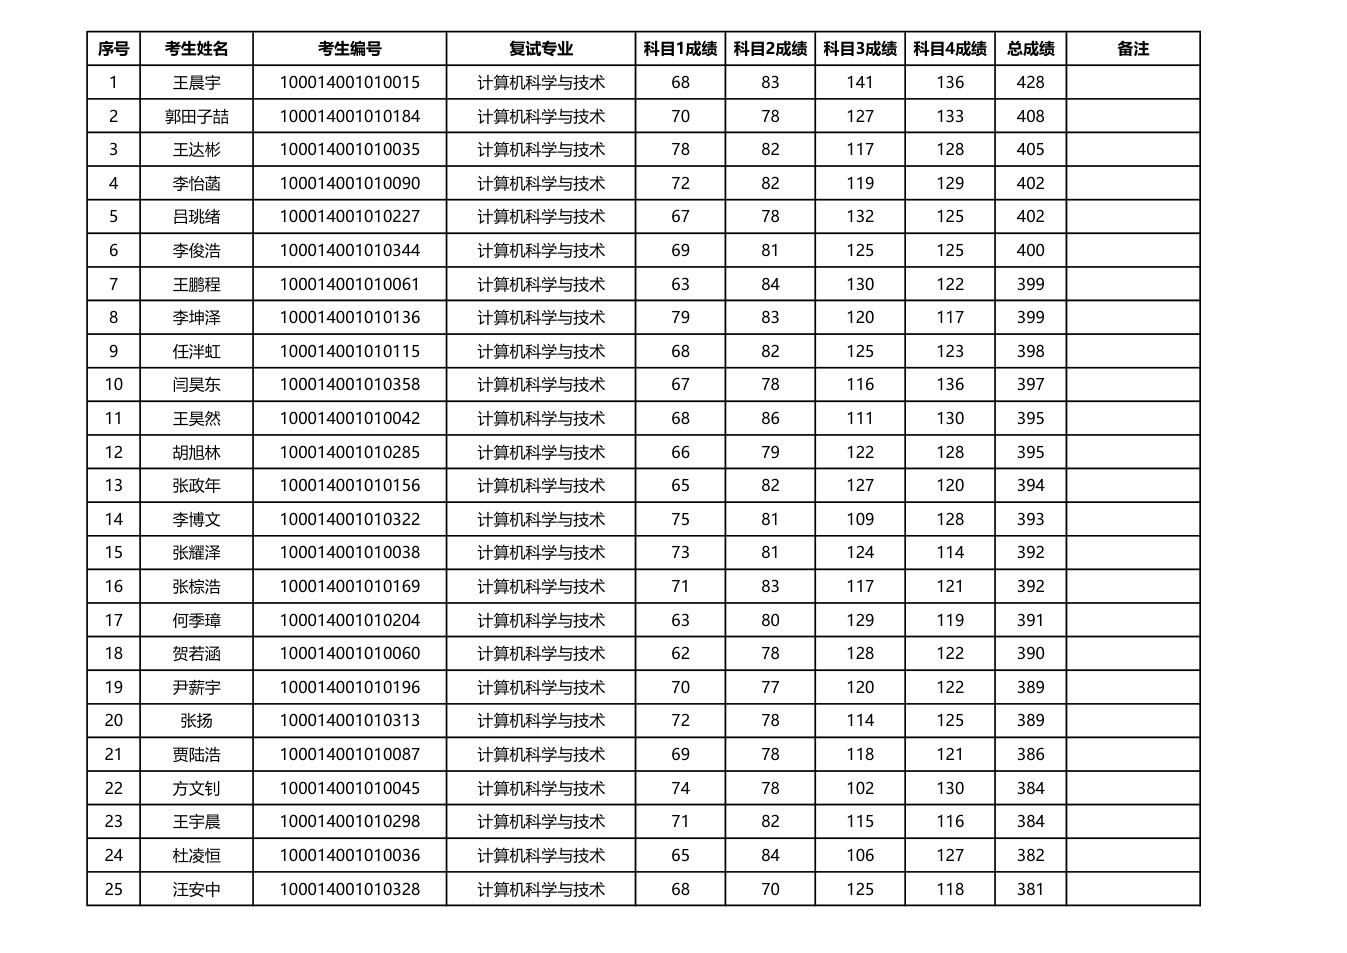 序号 考生姓名 考生编号 复试专业 科目1成绩 科目2成绩 科目3成绩 科目4成绩 总成绩 备注
1 王晨宇 100014001010015 计算机科学与技术 68 83 141 136 428
2 郭田子喆 100014001010184 计算机科学与技术 70 78 127 133 408
3 王达彬 100014001010035 计算机科学与技术 78 82 117 128 405
4 李怡菡 100014001010090 计算机科学与技术 72 82 119 129 402
5 吕珧绪 100014001010227 计算机科学与技术 67 78 132 125 402
6 李俊浩 100014001010344 计算机科学与技术 69 81 125 125 400
7 王鹏程 100014001010061 计算机科学与技术 63 84 130 122 399
8 李坤泽 100014001010136 计算机科学与技术 79 83 120 117 399
9 任泮虹 100014001010115 计算机科学与技术 68 82 125 123 398
10 闫昊东 100014001010358 计算机科学与技术 67 78 116 136 397
11 王昊然 100014001010042 计算机科学与技术 68 86 111 130 395
12 胡旭林 100014001010285 计算机科学与技术 66 79 122 128 395
13 张政年 100014001010156 计算机科学与技术 65 82 127 120 394
14 李博文 100014001010322 计算机科学与技术 75 81 109 128 393
15 张耀泽 100014001010038 计算机科学与技术 73 81 124 114 392
16 张棕浩 100014001010169 计算机科学与技术 71 83 117 121 392
17 何季璋 100014001010204 计算机科学与技术 63 80 129 119 391
18 贺若涵 100014001010060 计算机科学与技术 62 78 128 122 390
19 尹薪宇 100014001010196 计算机科学与技术 70 77 120 122 389
20 张扬 100014001010313 计算机科学与技术 72 78 114 125 389
21 贾陆浩 100014001010087 计算机科学与技术 69 78 118 121 386
22 方文钊 100014001010045 计算机科学与技术 74 78 102 130 384
23 王宇晨 100014001010298 计算机科学与技术 71 82 115 116 384
24 杜凌恒 100014001010036 计算机科学与技术 65 84 106 127 382
25 汪安中 100014001010328 计算机科学与技术 68 70 125 118 381